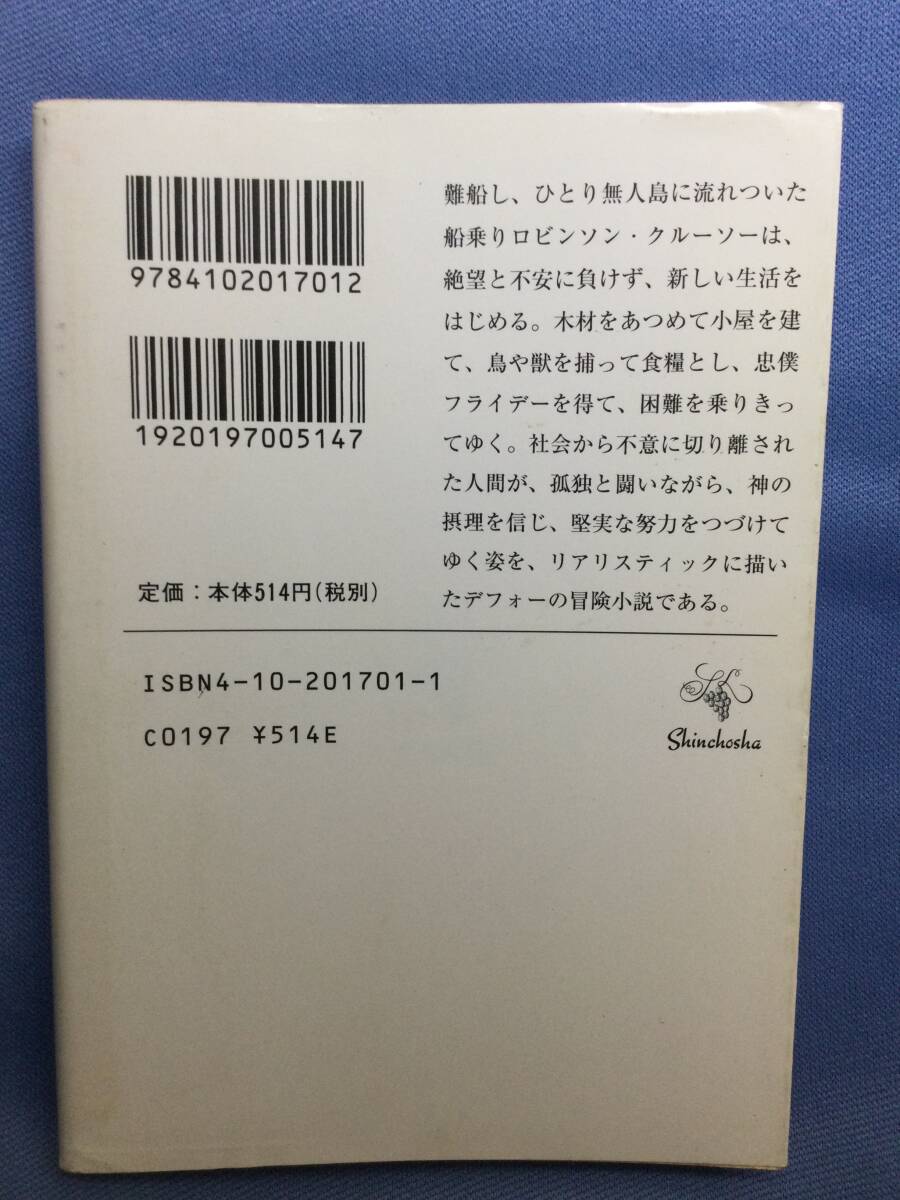 9784102017012
1920197005147
定価：本体514円(税別)
難船し、ひとり無人島に流れついた
船乗りロビンソン・クルーソーは、
絶望と不安に負けず、新しい生活を
はじめる。木材をあつめて小屋を建
て、鳥や獣を捕って食糧とし、忠僕
フライデーを得て、困難を乗りきっ
てゆく。社会から不意に切り離され
た人間が、孤独と闘いながら、神の
摂理を信じ、堅実な努力をつづけて
ゆく姿を、リアリスティックに描い
たデフォーの冒険小説である。
ISBN4-10-201701-1
C0197 ¥514E
Shinchosha